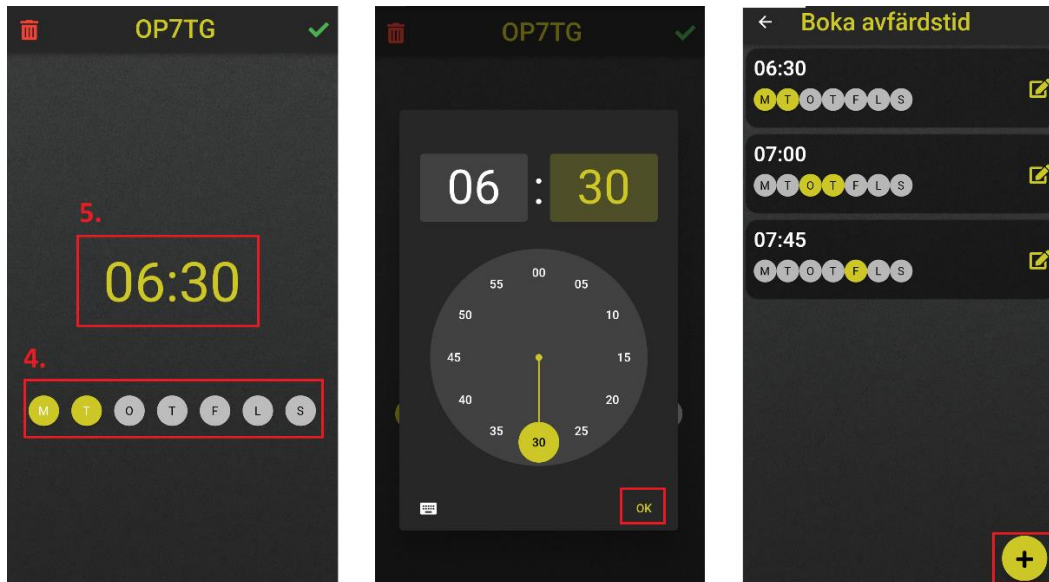 OP7TG
5.
06:30
4.
M T O T F L S
OP7TG
06 : 30
00
55 05
50 10
45 15
40 20
35 25
30
OK
Boka avfärdstid
06:30
M T O T F L S
07:00
M T O T F L S
07:45
M T O T F L S
+